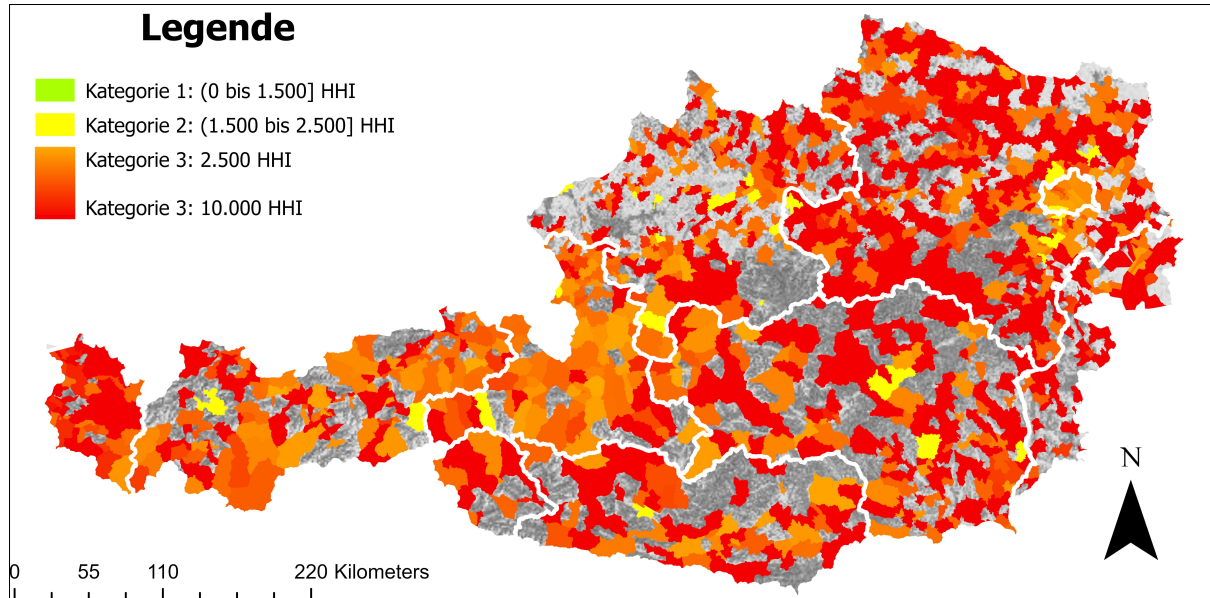 Legende
Kategorie 1: (0 bis 1.500] HHI
Kategorie 2: (1.500 bis 2.500] HHI
Kategorie 3: 2.500 HHI
Kategorie 3: 10.000 HHI
N
0 55 110 220 Kilometers